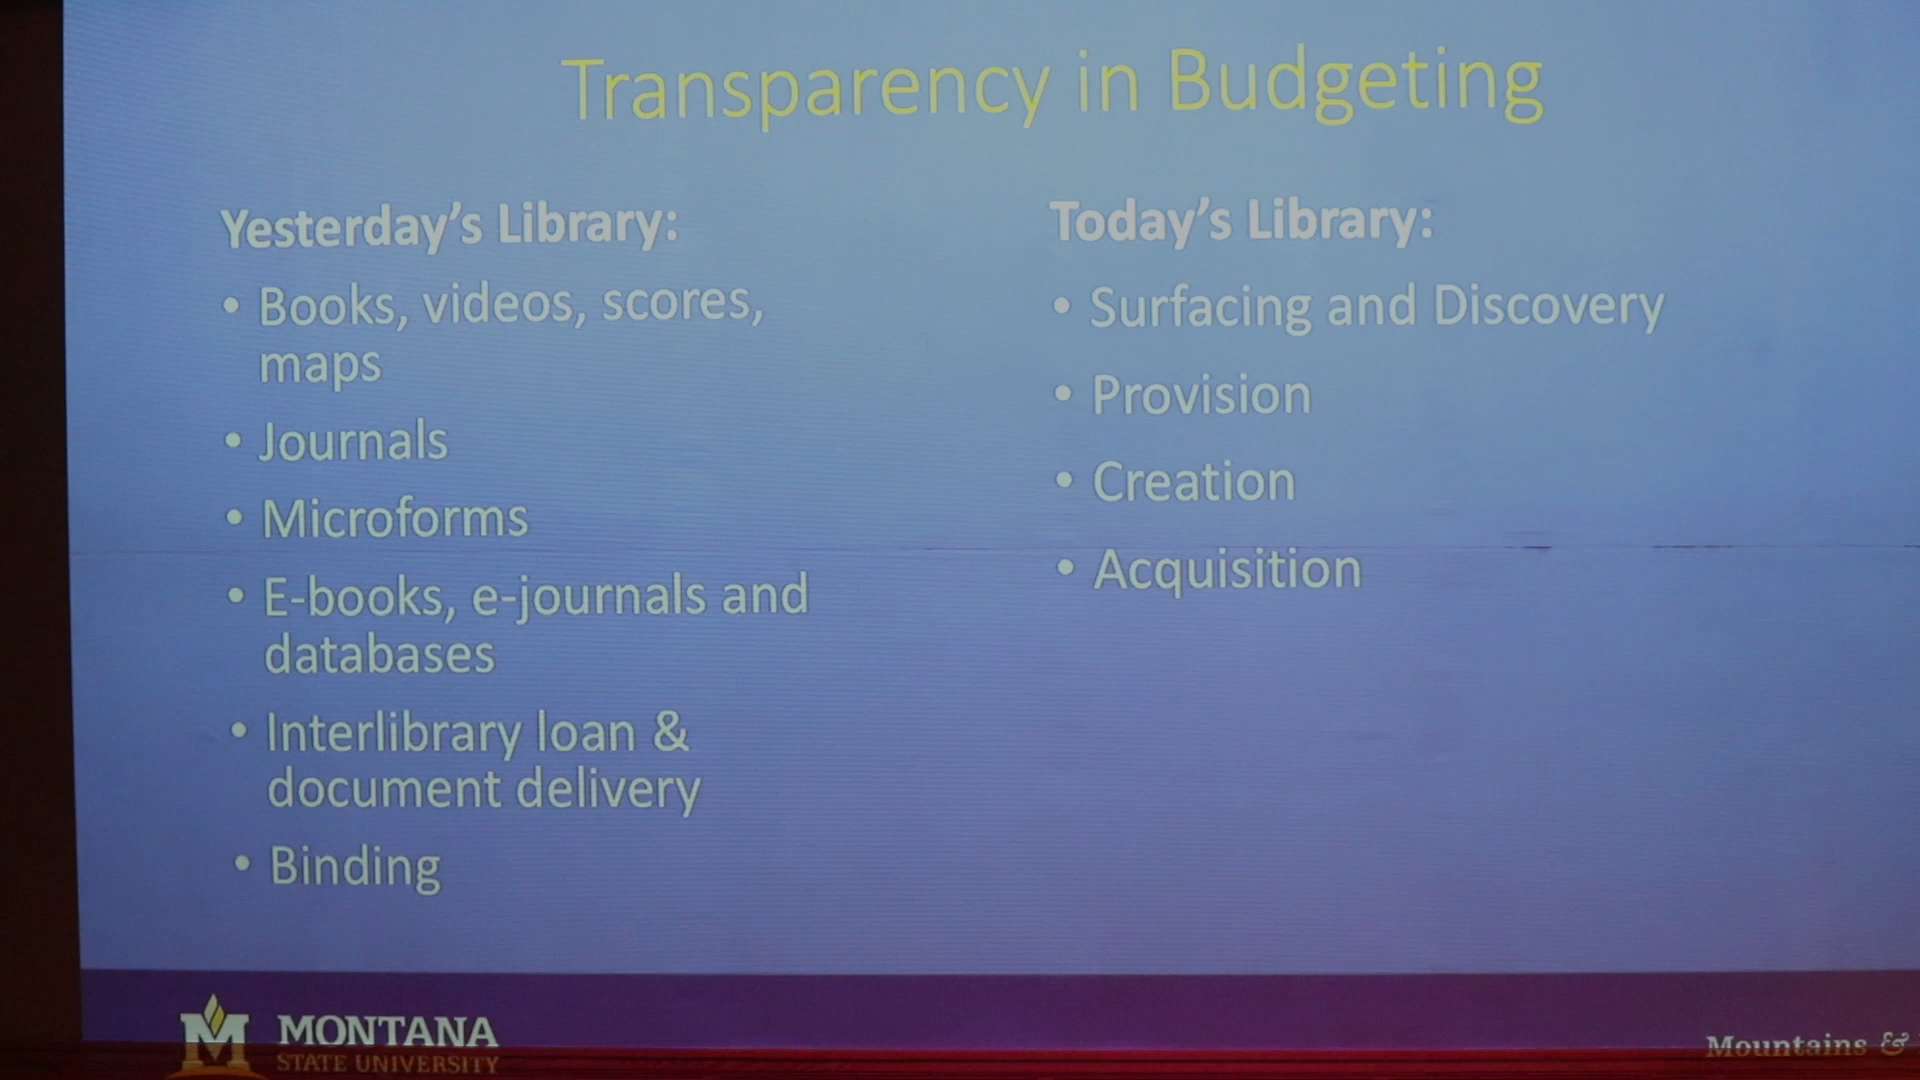 Transparency in Budgeting
Yesterday's Library:
• Books, videos, scores,
maps
• Journals
• Microforms
• E-books, e-journals and
databases
• Interlibrary loan &
document delivery
• Binding
Today's Library:
• Surfacing and Discovery
• Provision
• Creation
• Acquisition
M MONTANA
STATE UNIVERSITY
Mountains &